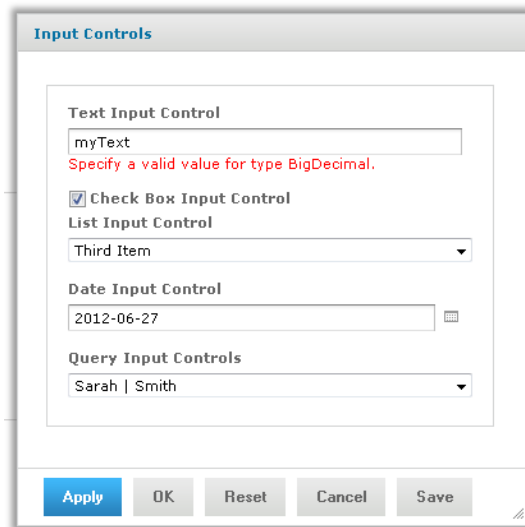 Input Controls
Text Input Control
myText
Specify a valid value for type BigDecimal.
Check Box Input Control
List Input Control
Third Item
Date Input Control
2012-06-27
Query Input Controls
Sarah | Smith
Apply OK Reset Cancel Save